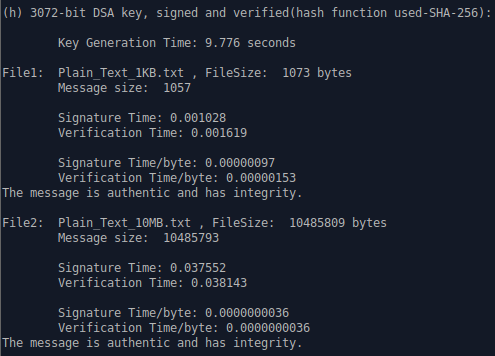 (h) 3072-bit DSA key, signed and verified(hash function used-SHA-256):
Key Generation Time: 9.776 seconds
File1:  Plain_Text_1KB.txt , FileSize:  1073 bytes
Message size:  1057
Signature Time: 0.001028
Verification Time: 0.001619
Signature Time/byte: 0.00000097
Verification Time/byte: 0.00000153
The message is authentic and has integrity.
File2:  Plain_Text_10MB.txt , FileSize:  10485809 bytes
Message size:  10485793
Signature Time: 0.037552
Verification Time: 0.038143
Signature Time/byte: 0.0000000036
Verification Time/byte: 0.0000000036
The message is authentic and has integrity.